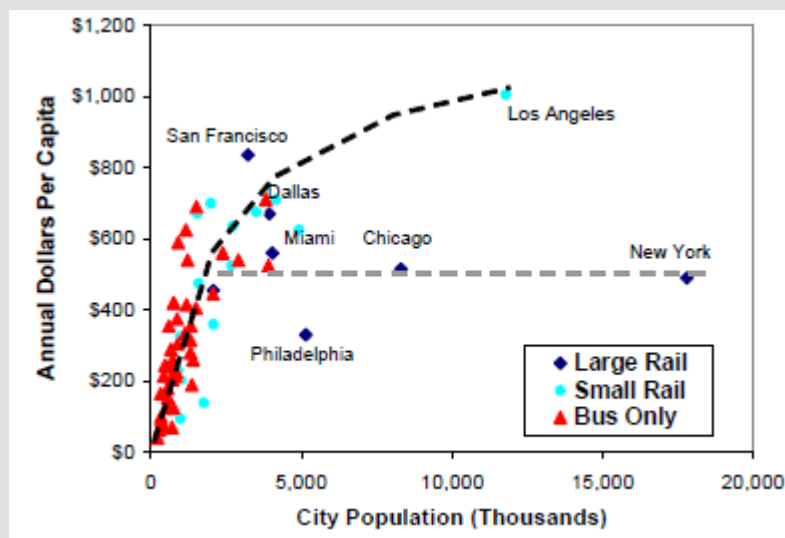 $1,200
$1,000
$800
$600
$400
$200
$0
Annual Dollars Per Capita
San Francisco
Los Angeles
Dallas
Miami
Chicago
New York
Philadelphia
Large Rail
Small Rail
Bus Only
0
5,000
10,000
15,000
20,000
City Population (Thousands)